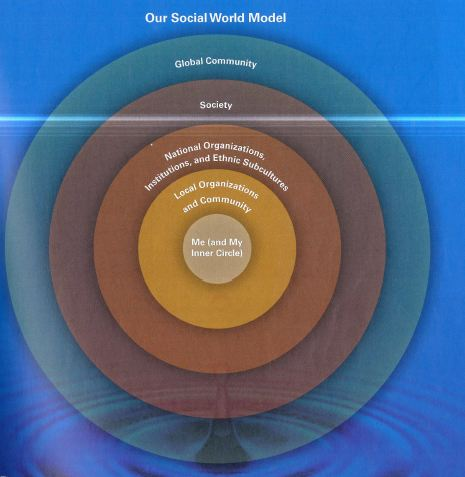 Our Social World Model
Global Community
Society
National Organizations,
Institutions, and Ethnic Subcultures
Local Organizations
and Community
Me (and My
Inner Circle)